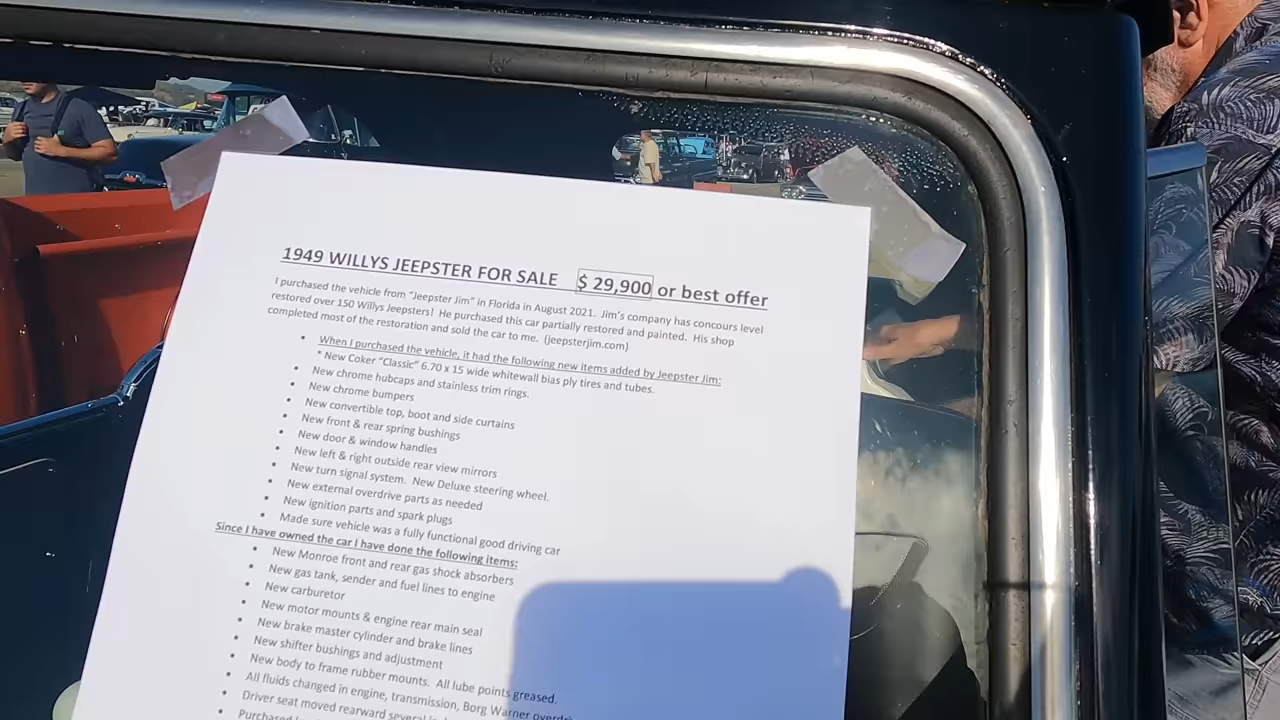 1949 WILLYS JEEPSTER FOR SALE $ 29,900 or best offer
I purchased the vehicle from “Jeepster Jim” in Florida in August 2021. Jim’s company has concours level
restored over 150 Willys Jeepsters! He purchased this car partially restored and painted. His shop
completed most of the restoration and sold the car to me. (jeepsterjim.com)
• When I purchased the vehicle, it had the following new items added by Jeepster Jim:
* New Coker “Classic” 6.70 x 15 wide whitewall bias ply tires and tubes.
• New chrome hubcaps and stainless trim rings.
• New chrome bumpers
• New convertible top, boot and side curtains
• New front & rear spring bushings
• New door & window handles
• New left & right outside rear view mirrors
• New turn signal system. New Deluxe steering wheel.
• New external overdrive parts as needed
• New ignition parts and spark plugs
• Made sure vehicle was a fully functional good driving car
Since I have owned the car I have done the following items:
• New Monroe front and rear gas shock absorbers
• New gas tank, sender and fuel lines to engine
• New carburetor
• New motor mounts & engine rear main seal
• New brake master cylinder and brake lines
• New shifter bushings and adjustment
• New body to frame rubber mounts. All lube points greased.
• All fluids changed in engine, transmission, Borg Warner
• Driver seat moved rearward
• Purchased